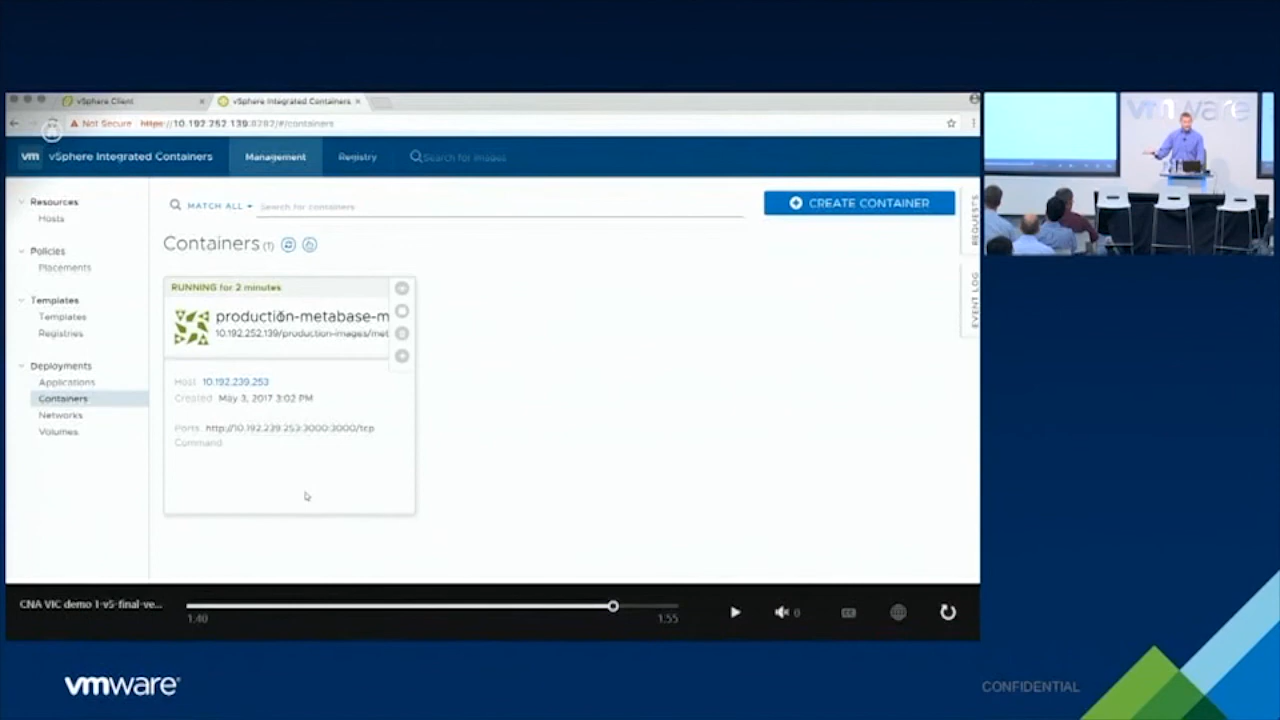 vSphere Client
vSphere Integrated Containers
Not Secure https://10.192.252.139:8282/#/containers
vm vSphere Integrated Containers
Management
Registry
Search for images
Resources
Hosts
Policies
Placements
Templates
Templates
Registries
Deployments
Applications
Containers
Networks
Volumes
MATCH ALL
Search for containers
CREATE CONTAINER
Containers (1)
RUNNING for 2 minutes
production-metabase-m
10.192.252.139/production-images/met
Host 10.192.239.253
Created May 3, 2017 3:02 PM
Ports http://10.192.239.253:3000:3000/tcp
Command
REQUESTS
EVENT LOG
vmware
CNA VIC demo 1-v5-final-ve...
1:40
1:55
0
vmware
CONFIDENTIAL